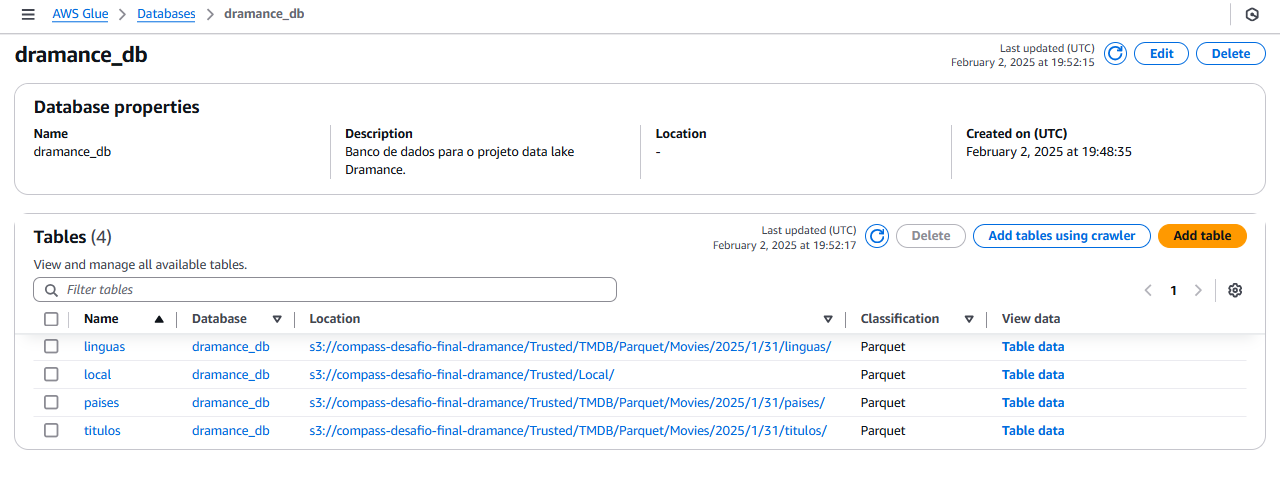 AWS Glue > Databases > dramance_db
dramance_db
Last updated (UTC)
February 2, 2025 at 19:52:15
Edit
Delete
Database properties
Name
dramance_db
Description
Banco de dados para o projeto data lake
Dramance.
Location
-
Created on (UTC)
February 2, 2025 at 19:48:35
Tables (4)
Last updated (UTC)
February 2, 2025 at 19:52:17
Delete
Add tables using crawler
Add table
View and manage all available tables.
Filter tables
1
Name Database Location Classification View data
linguas dramance_db s3://compass-desafio-final-dramance/Trusted/TMDB/Parquet/Movies/2025/1/31/linguas/ Parquet Table data
local dramance_db s3://compass-desafio-final-dramance/Trusted/Local/ Parquet Table data
paises dramance_db s3://compass-desafio-final-dramance/Trusted/TMDB/Parquet/Movies/2025/1/31/paises/ Parquet Table data
titulos dramance_db s3://compass-desafio-final-dramance/Trusted/TMDB/Parquet/Movies/2025/1/31/titulos/ Parquet Table data